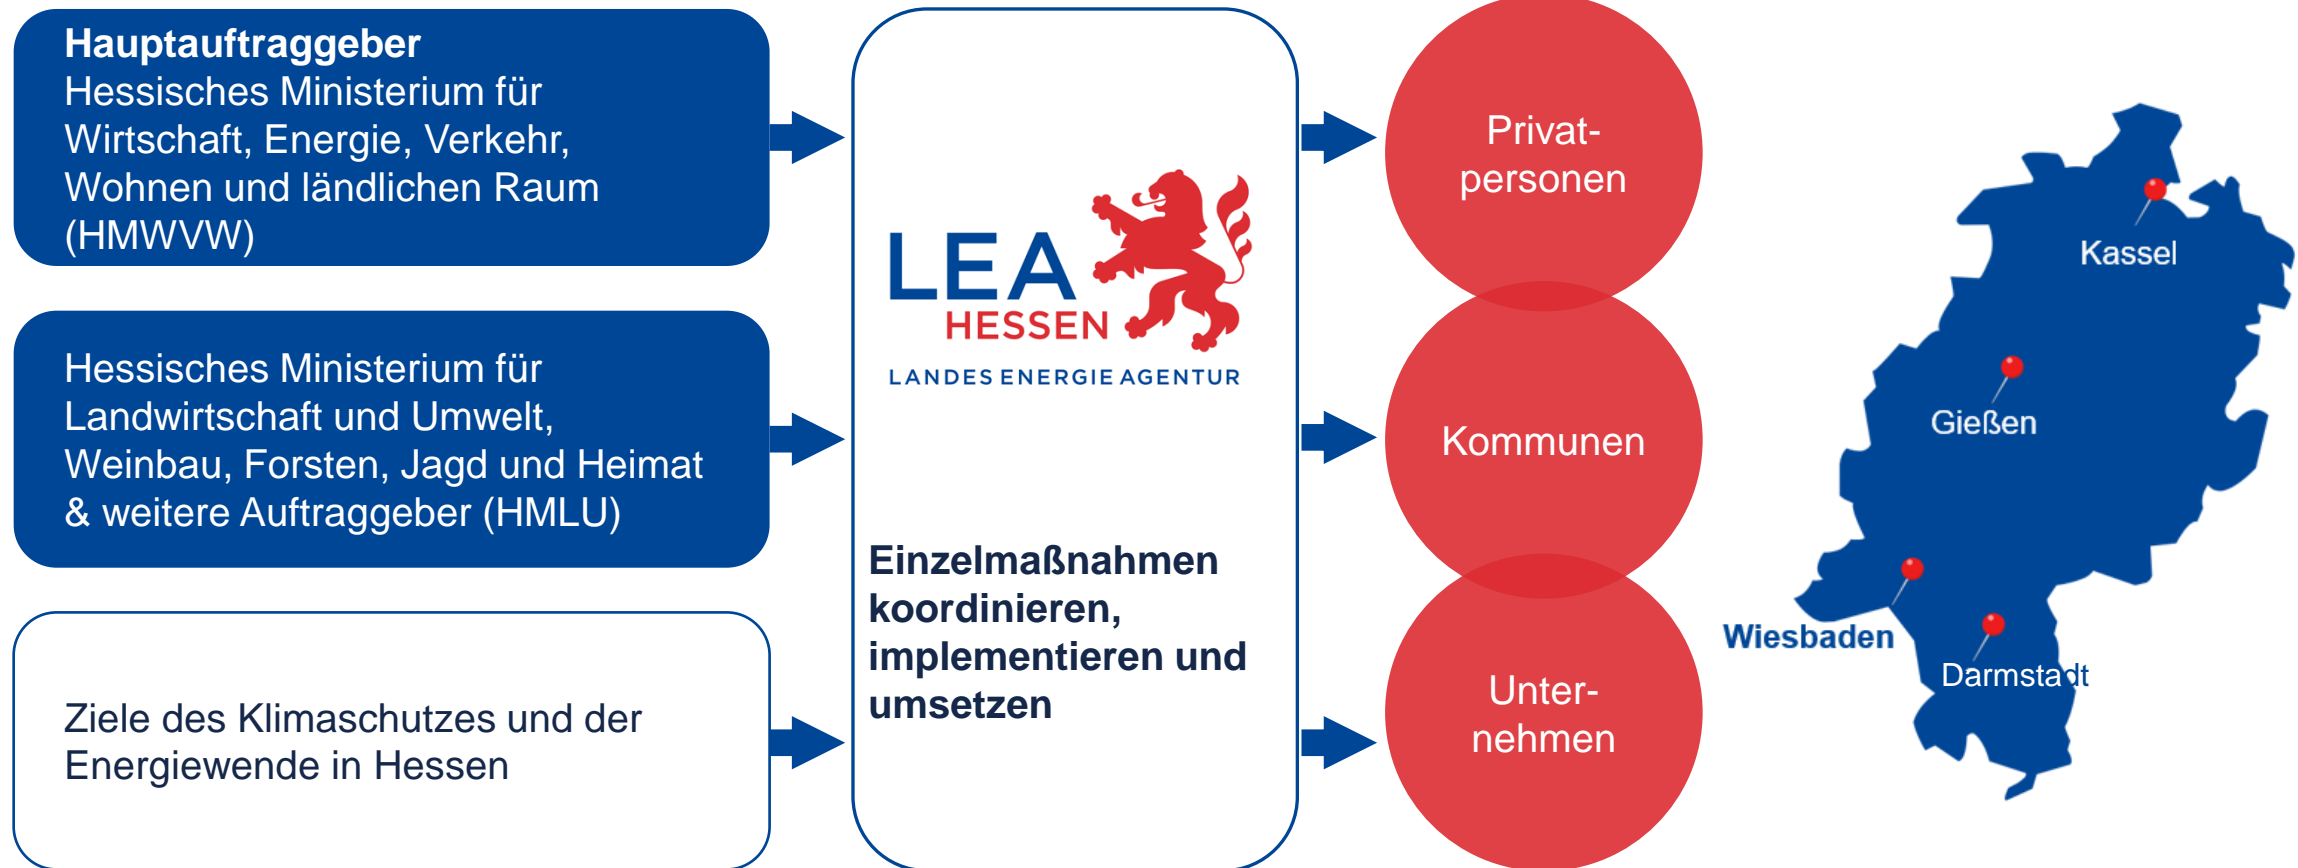 Hauptauftraggeber
Hessisches Ministerium für
Wirtschaft, Energie, Verkehr,
Wohnen und ländlichen Raum
(HMWVW)
Hessisches Ministerium für
Landwirtschaft und Umwelt,
Weinbau, Forsten, Jagd und Heimat
& weitere Auftraggeber (HMLU)
Ziele des Klimaschutzes und der
Energiewende in Hessen
LEA
HESSEN
LANDES ENERGIE AGENTUR
Einzelmaßnahmen
koordinieren,
implementieren und
umsetzen
Privat-
personen
Kommunen
Unter-
nehmen
Kassel
Gießen
Wiesbaden
Darmstadt